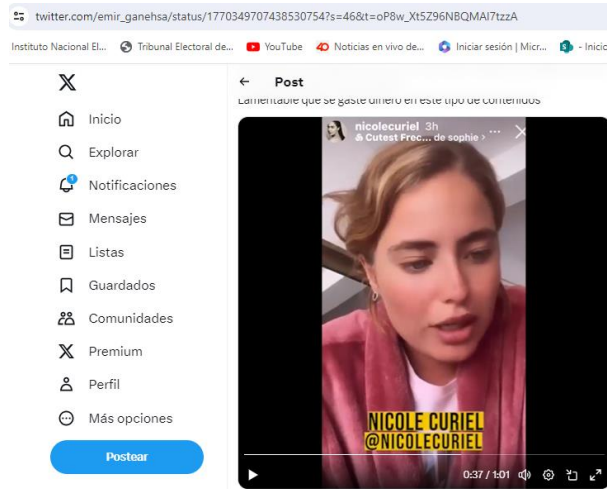 twitter.com/emir_ganehsa/status/1770349707438530754?s=46&t=oP8w_Xt5Z96NBQMAI7tzzA
Instituto Nacional El... Tribunal Electoral de... YouTube Noticias en vivo de... Iniciar sesión | Micr... - Inicio
Post
Lamentable que se gaste dinero en este tipo de contenidos
Inicio
Explorar
Notificaciones
Mensajes
Listas
Guardados
Comunidades
Premium
Perfil
Más opciones
Postear
nicolecuriel 3h
& Cutest Frec... de sophie >
NICOLE CURIEL
@NICOLECURIEL
0:37 / 1:01